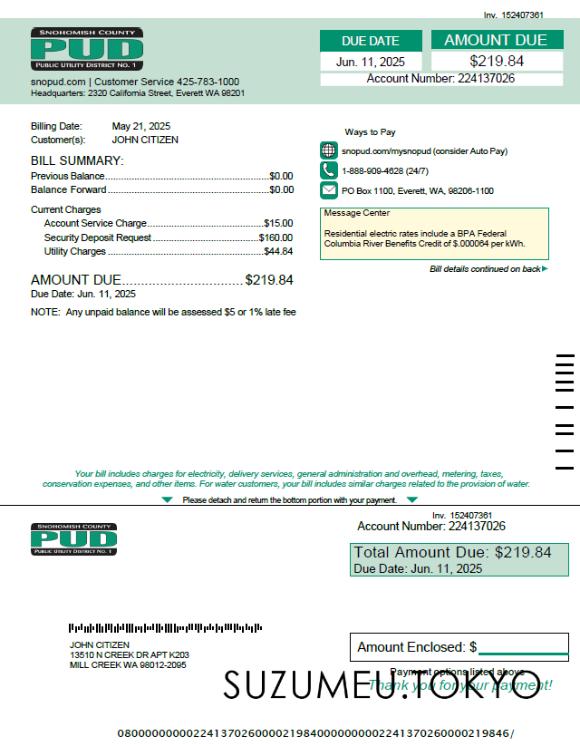 Inv. 152407361
SNOHOMISH COUNTY
PUD
PUBLIC UTILITY DISTRICT NO. 1
DUE DATE
AMOUNT DUE
Jun. 11, 2025
$219.84
snopud.com | Customer Service 425-783-1000
Account Number: 224137026
Headquarters: 2320 California Street, Everett WA 98201
Billing Date: May 21, 2025
Customer(s): JOHN CITIZEN
BILL SUMMARY:
Previous Balance...$0.00
Balance Forward...$0.00
Current Charges
Account Service Charge...$15.00
Security Deposit Request...$160.00
Utility Charges...$44.84
AMOUNT DUE...$219.84
Due Date: Jun. 11, 2025
NOTE: Any unpaid balance will be assessed $5 or 1% late fee
Ways to Pay
snopud.com/mysnopud (consider Auto Pay)
1-888-909-4628 (24/7)
PO Box 1100, Everett, WA, 98206-1100
Message Center
Residential electric rates include a BPA Federal
Columbia River Benefits Credit of $.000064 per kWh.
Bill details continued on back
Your bill includes charges for electricity, delivery services, general administration and overhead, metering, taxes,
conservation expenses, and other items. For water customers, your bill includes similar charges related to the provision of water.
Please detach and return the bottom portion with your payment.
Inv. 152407361
Account Number: 224137026
SNOHOMISH COUNTY
PUD
PUBLIC UTILITY DISTRICT NO. 1
Total Amount Due: $219.84
Due Date: Jun. 11, 2025
JOHN CITIZEN
13510 N CREEK DR APT K203
MILL CREEK WA 98012-2095
Amount Enclosed: $
Payment options listed above
Thank you for your payment!
SUZUMEU.TOKYO
08000000000224137026000021984000000000224137026000021984​6/